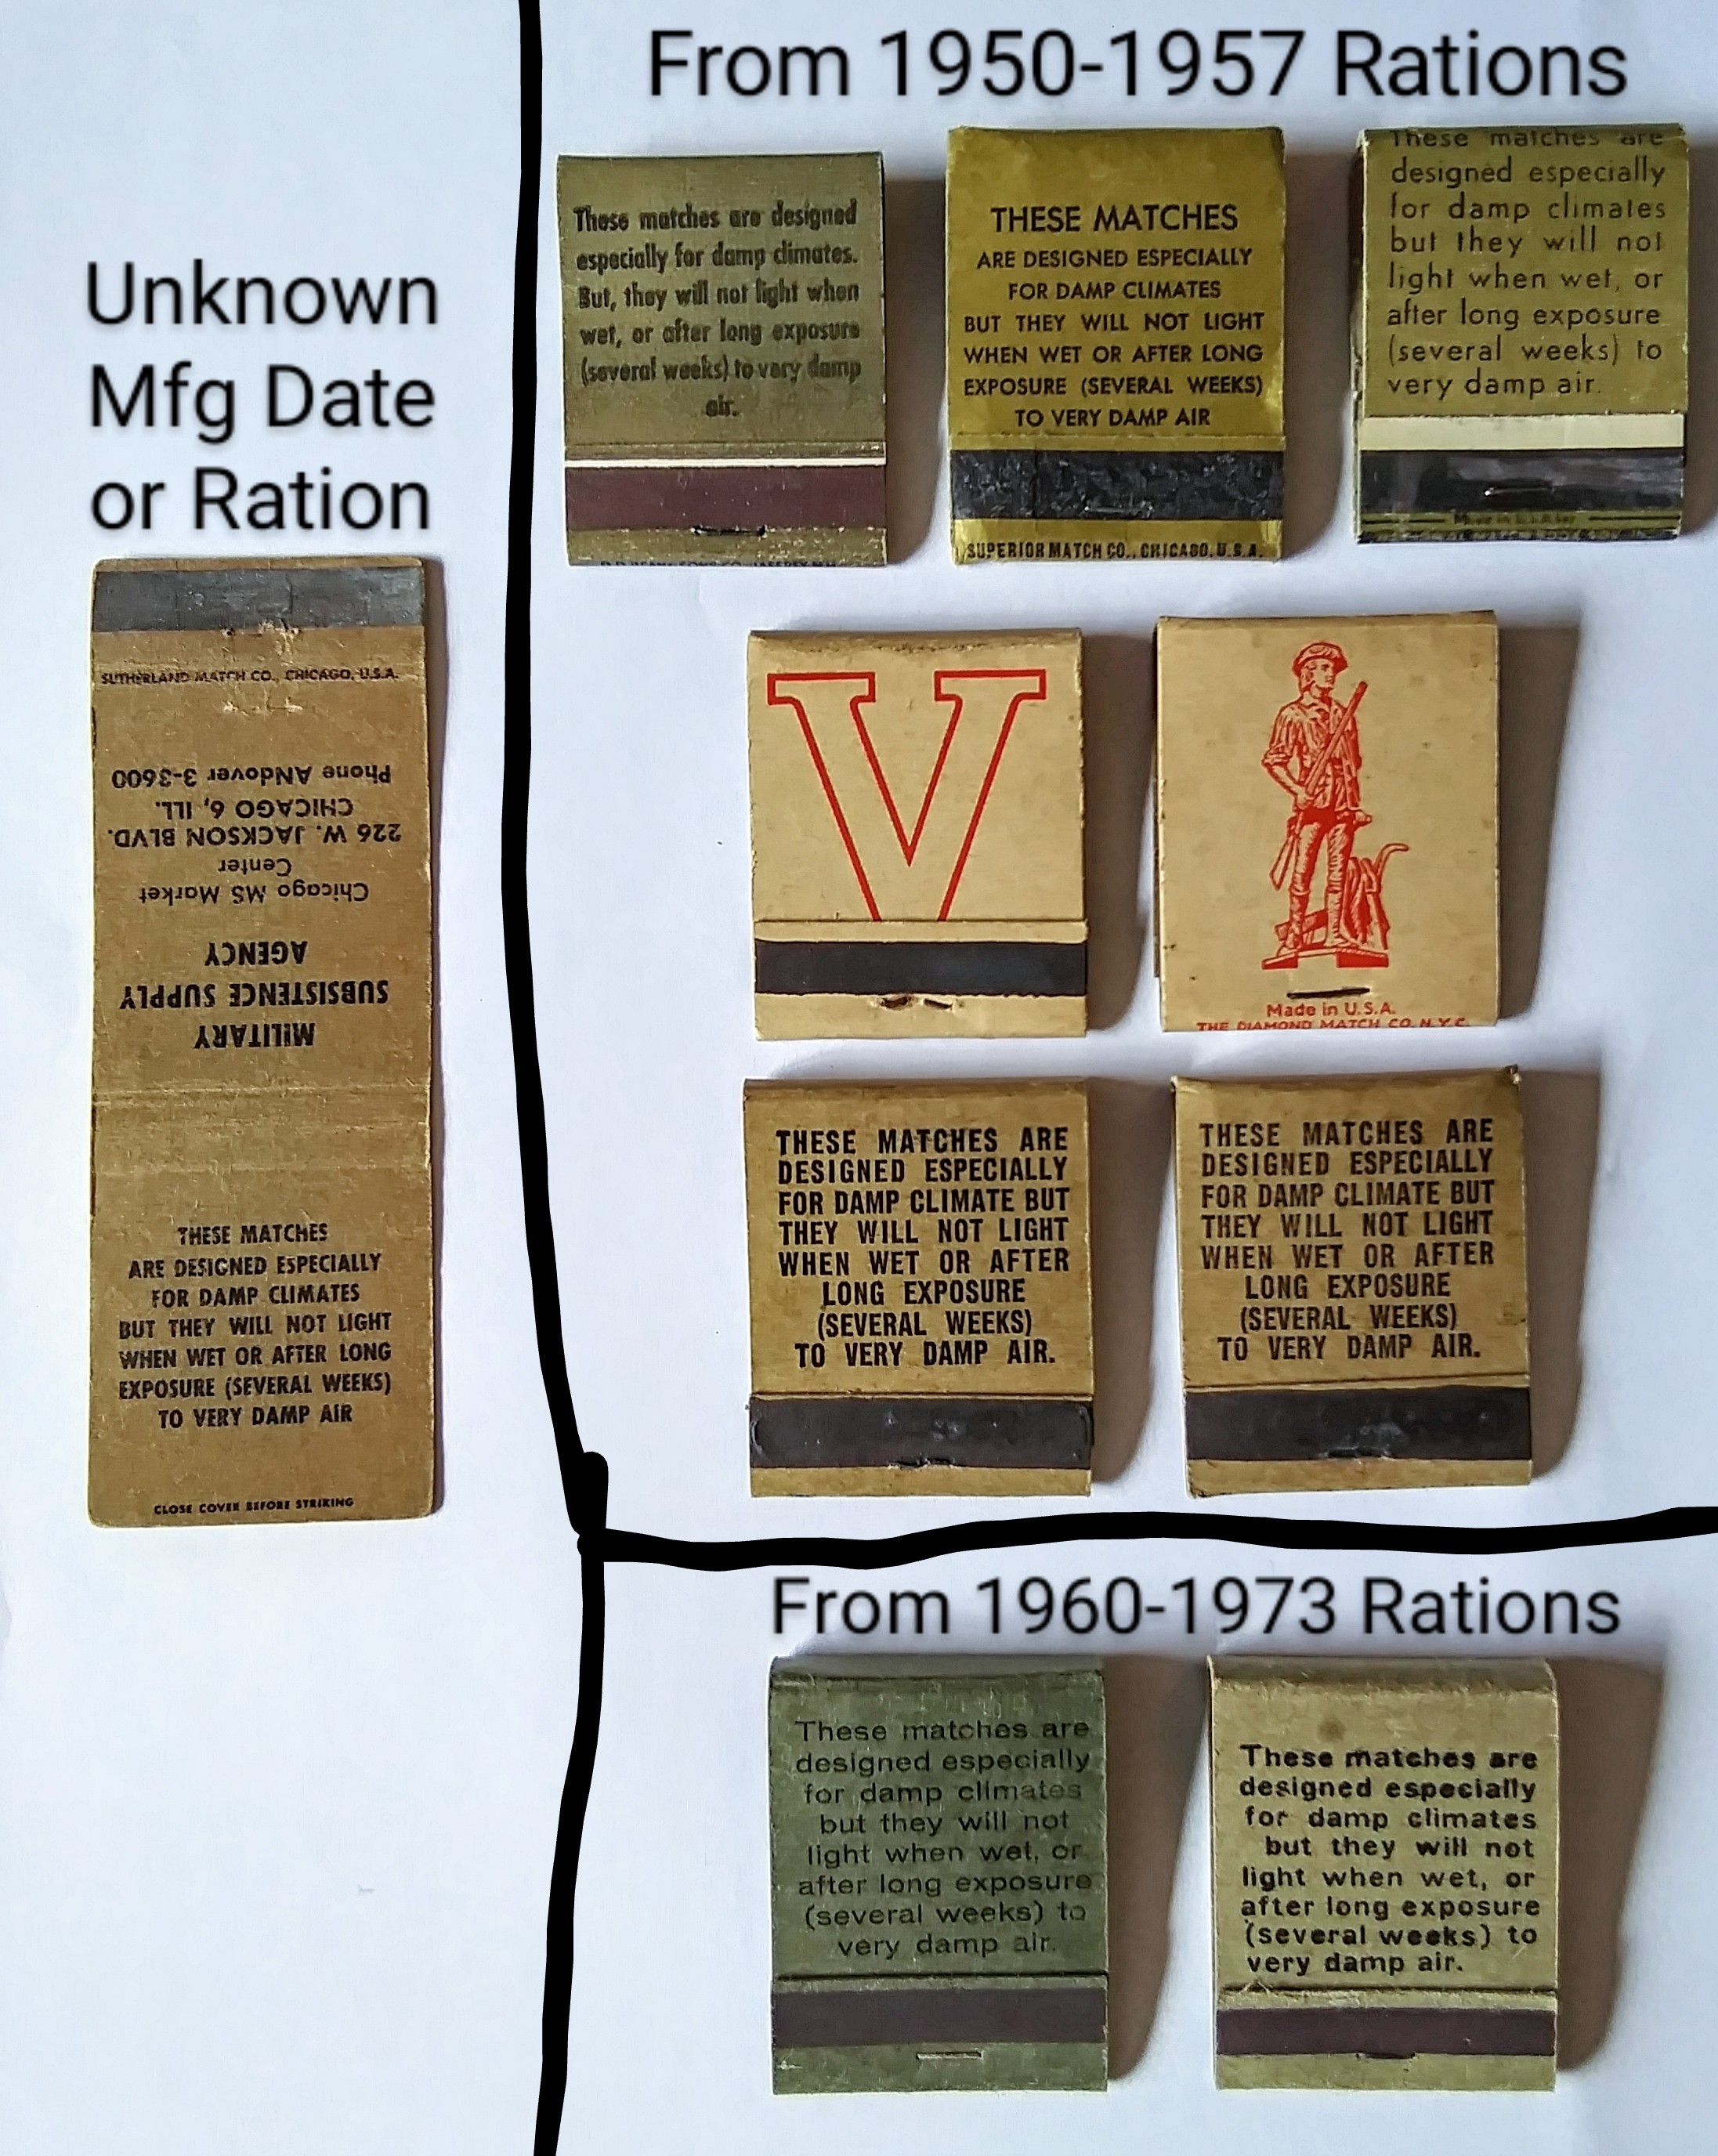 From 1950-1957 Rations
Unknown
Mfg Date
or Ration
SUTHERLAND MATCH CO., CHICAGO, U.S.A.
MILITARY
SUBSISTENCE SUPPLY
AGENCY
Chicago MS Market
Center
226 W. JACKSON BLVD.
CHICAGO 6, ILL.
Phone ANdover 3-3600
THESE MATCHES
ARE DESIGNED ESPECIALLY
FOR DAMP CLIMATES
BUT THEY WILL NOT LIGHT
WHEN WET OR AFTER LONG
EXPOSURE (SEVERAL WEEKS)
TO VERY DAMP AIR
CLOSE COVER BEFORE STRIKING
These matches are designed
especially for damp climates.
But, they will not light when
wet, or after long exposure
(several weeks) to very damp
air.
THESE MATCHES
ARE DESIGNED ESPECIALLY
FOR DAMP CLIMATES
BUT THEY WILL NOT LIGHT
WHEN WET OR AFTER LONG
EXPOSURE (SEVERAL WEEKS)
TO VERY DAMP AIR
SUPERIOR MATCH CO., CHICAGO, U.S.A.
These matches are
designed especially
for damp climates
but they will not
light when wet, or
after long exposure
(several weeks) to
very damp air.
Made in U.S.A. by
V
Made in U.S.A.
THE DIAMOND MATCH CO. N.Y.C.
THESE MATCHES ARE
DESIGNED ESPECIALLY
FOR DAMP CLIMATE BUT
THEY WILL NOT LIGHT
WHEN WET OR AFTER
LONG EXPOSURE
(SEVERAL WEEKS)
TO VERY DAMP AIR.
THESE MATCHES ARE
DESIGNED ESPECIALLY
FOR DAMP CLIMATE BUT
THEY WILL NOT LIGHT
WHEN WET OR AFTER
LONG EXPOSURE
(SEVERAL WEEKS)
TO VERY DAMP AIR.
From 1960-1973 Rations
These matches are
designed especially
for damp climates
but they will not
light when wet, or
after long exposure
(several weeks) to
very damp air.
These matches are
designed especially
for damp climates
but they will not
light when wet, or
after long exposure
(several weeks) to
very damp air.